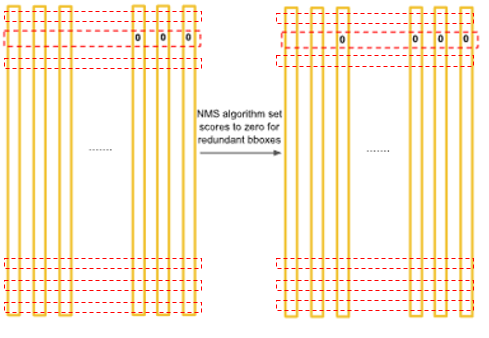 0 0 0
0 0 0 0
NMS algorithm set
scores to zero for
redundant bboxes
....... .......